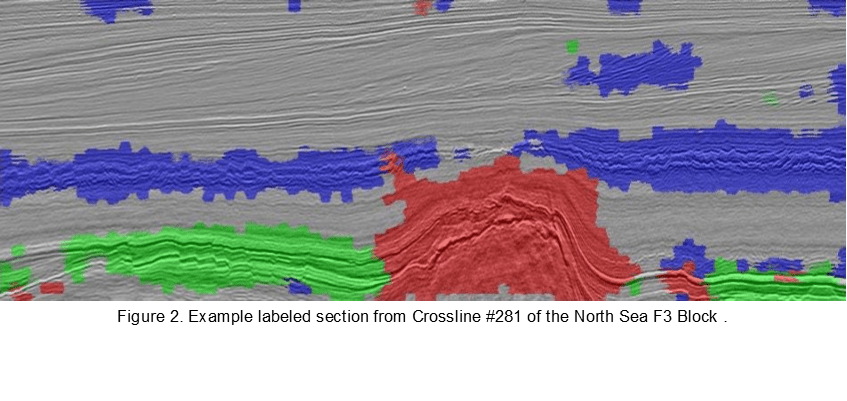 Figure 2. Example labeled section from Crossline #281 of the North Sea F3 Block .